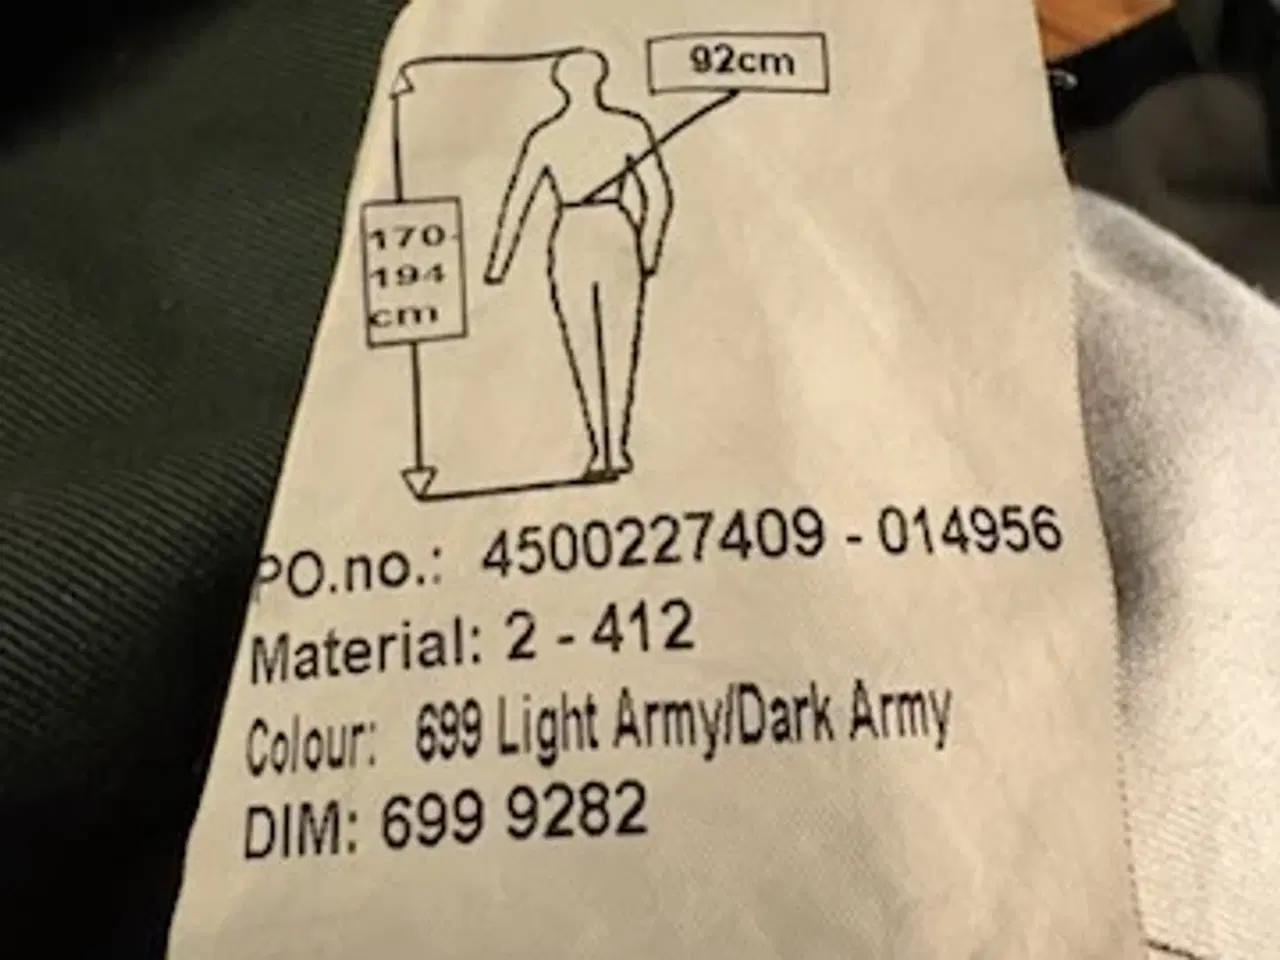 92cm
170-
194
cm
PO.no.: 4500227409 - 014956
Material: 2 - 412
Colour: 699 Light Army/Dark Army
DIM: 699 9282